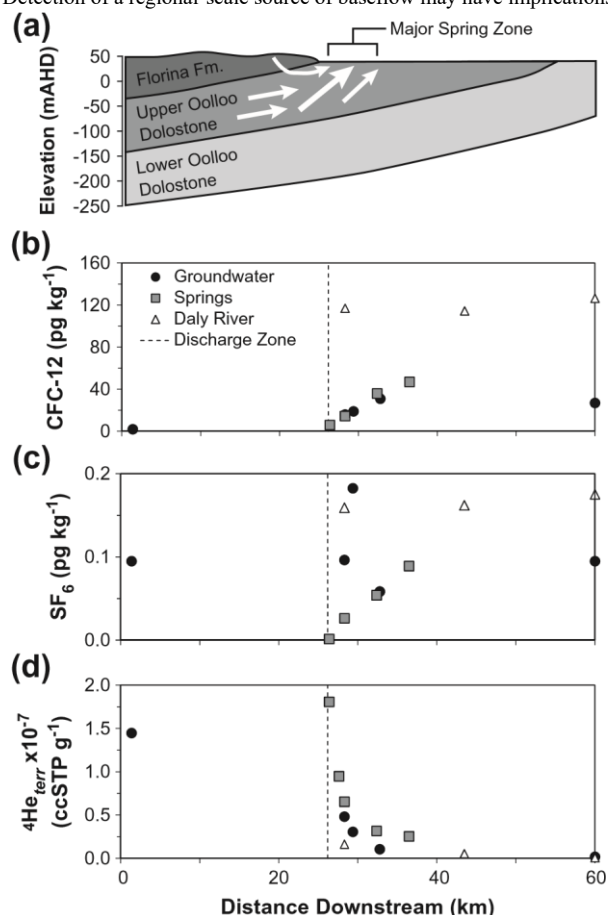 Detection of a regional scale source of baseflow may have implications
(a)
Major Spring Zone
Elevation (mAHD)
50
0
-50
-100
-150
-200
-250
Florina Fm.
Upper Oolloo
Dolostone
Lower Oolloo
Dolostone
(b)
CFC-12 (pg kg⁻¹)
160
120
80
40
0
Groundwater
Springs
Daly River
Discharge Zone
(c)
SF₆ (pg kg⁻¹)
0.2
0.1
0.0
(d)
⁴Heₜₑᵣᵣ x10⁻⁷
(ccSTP g⁻¹)
2.0
1.5
1.0
0.5
0.0
0 20 40 60
Distance Downstream (km)